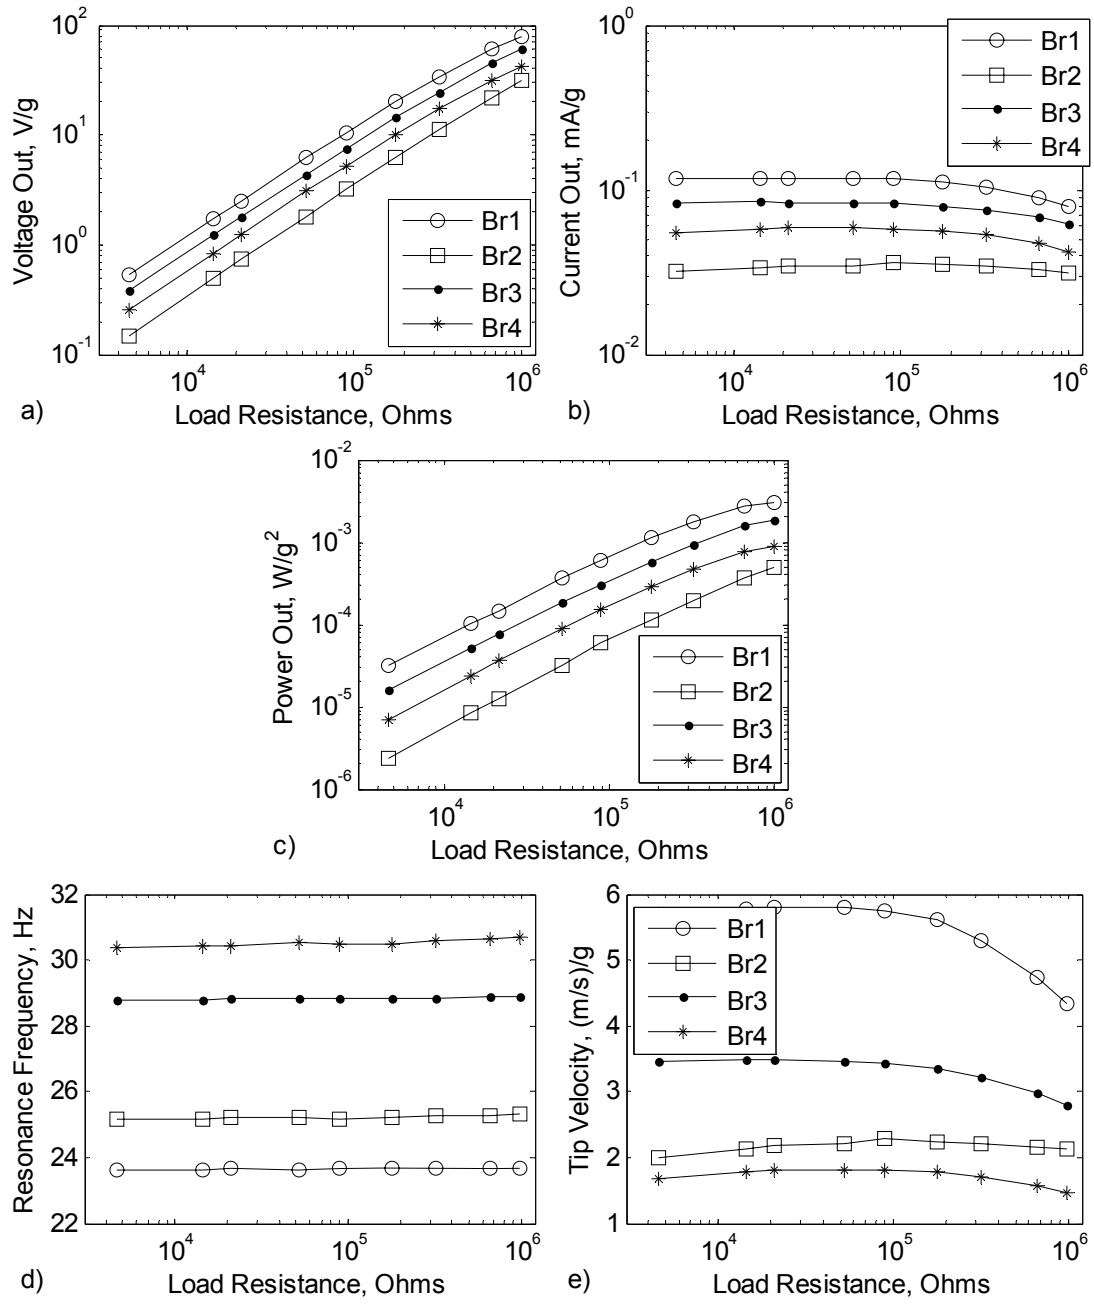 10^2
10^1
10^0
10^-1
Voltage Out, V/g
Br1
Br2
Br3
Br4
10^4 10^5 10^6
Load Resistance, Ohms
a)
10^0
10^-1
10^-2
Current Out, mA/g
Br1
Br2
Br3
Br4
10^4 10^5 10^6
Load Resistance, Ohms
b)
10^-2
10^-3
10^-4
10^-5
10^-6
Power Out, W/g^2
Br1
Br2
Br3
Br4
10^4 10^5 10^6
Load Resistance, Ohms
c)
32
30
28
26
24
22
Resonance Frequency, Hz
10^4 10^5 10^6
Load Resistance, Ohms
d)
6
5
4
3
2
1
Tip Velocity, (m/s)/g
Br1
Br2
Br3
Br4
10^4 10^5 10^6
Load Resistance, Ohms
e)